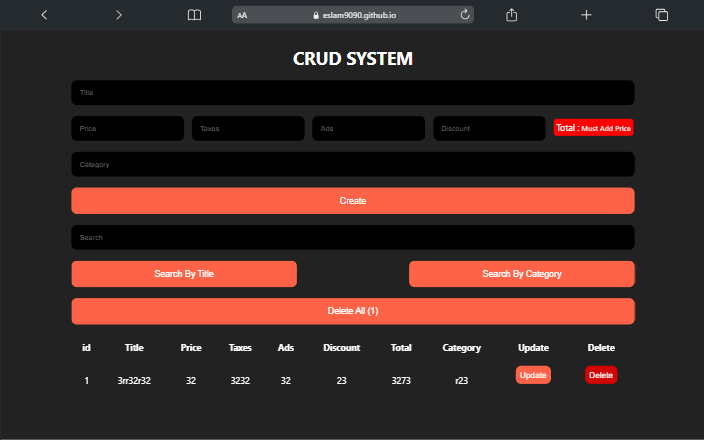 AA eslam9090.github.io
CRUD SYSTEM
Title
Price Taxes Ads Discount Total : Must Add Price
Category
Create
Search
Search By Title Search By Category
Delete All (1)
id Title Price Taxes Ads Discount Total Category Update Delete
1 3rr32r32 32 3232 32 23 3273 r23 Update Delete